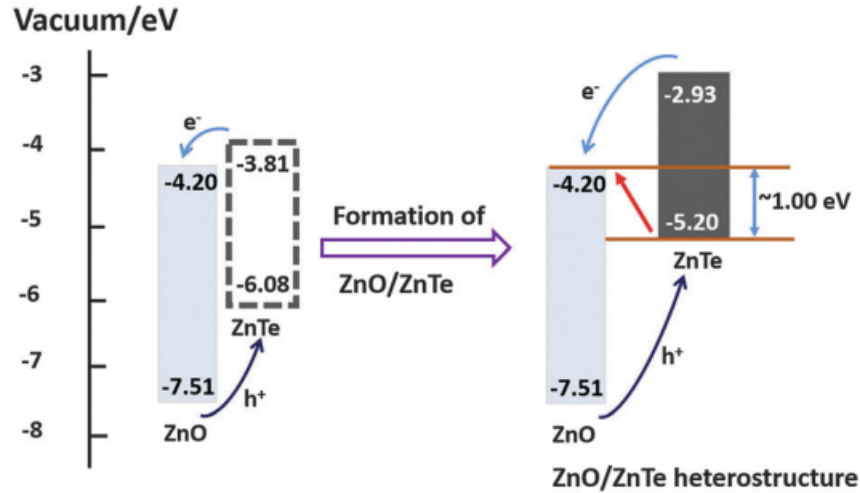 Vacuum/eV
-3
-4
-5
-6
-7
-8
e-
-4.20
-3.81
-6.08
ZnTe
-7.51
h+
ZnO
Formation of
ZnO/ZnTe
e-
-2.93
-4.20
-5.20
~1.00 eV
ZnTe
-7.51
h+
ZnO
ZnO/ZnTe heterostructure